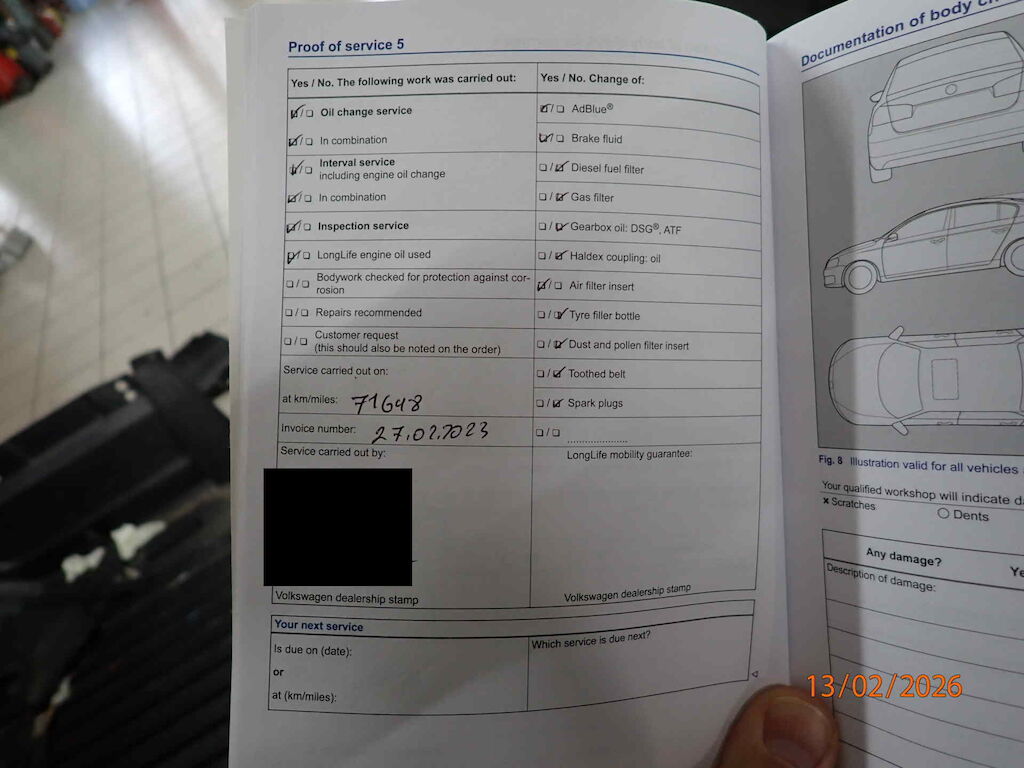 Proof of service 5
Yes / No. The following work was carried out:
☑/☐ Oil change service
☑/☐ In combination
☑/☐ Interval service
including engine oil change
☑/☐ In combination
☑/☐ Inspection service
☑/☐ LongLife engine oil used
☐/☐ Bodywork checked for protection against cor-
rosion
☐/☐ Repairs recommended
☐/☐ Customer request
(this should also be noted on the order)
Service carried out on:
at km/miles: 71648
Invoice number: 27.02.2023
Service carried out by:
Volkswagen dealership stamp
Yes / No. Change of:
☑/☐ AdBlue®
☑/☐ Brake fluid
☐/☑ Diesel fuel filter
☐/☑ Gas filter
☐/☑ Gearbox oil: DSG®, ATF
☐/☑ Haldex coupling: oil
☑/☐ Air filter insert
☐/☑ Tyre filler bottle
☐/☑ Dust and pollen filter insert
☐/☑ Toothed belt
☐/☑ Spark plugs
☐/☐ ......................
LongLife mobility guarantee:
Volkswagen dealership stamp
Your next service
Is due on (date):
or
at (km/miles):
Which service is due next?
Documentation of body
Fig. 8 Illustration valid for all vehicles
Your qualified workshop will indicate
× Scratches
○ Dents
Any damage?
Description of damage:
13/02/2026